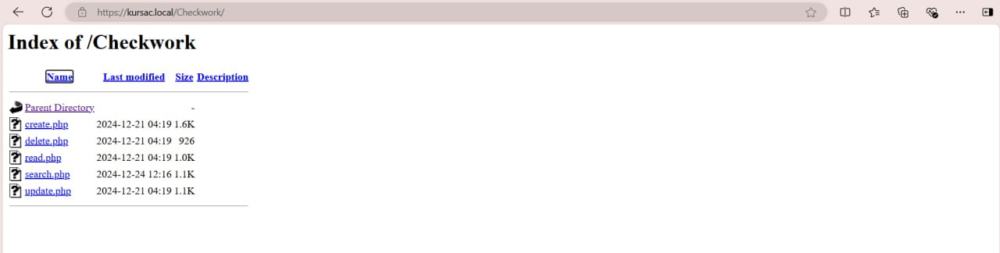 https://kursac.local/Checkwork/
Index of /Checkwork
Name Last modified Size Description
Parent Directory -
create.php 2024-12-21 04:19 1.6K
delete.php 2024-12-21 04:19 926
read.php 2024-12-21 04:19 1.0K
search.php 2024-12-24 12:16 1.1K
update.php 2024-12-21 04:19 1.1K